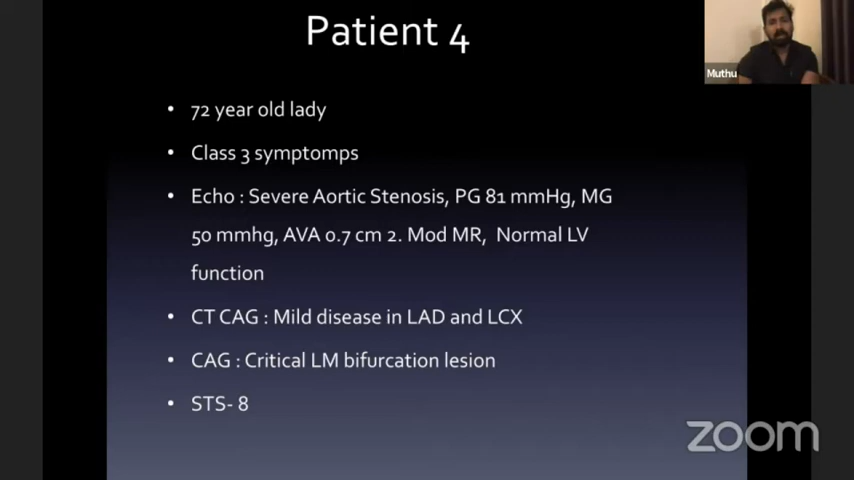 Patient 4
Muthu
• 72 year old lady
• Class 3 symptomps
• Echo : Severe Aortic Stenosis, PG 81 mmHg, MG
50 mmhg, AVA 0.7 cm 2. Mod MR, Normal LV
function
• CT CAG : Mild disease in LAD and LCX
• CAG : Critical LM bifurcation lesion
• STS- 8
zoom